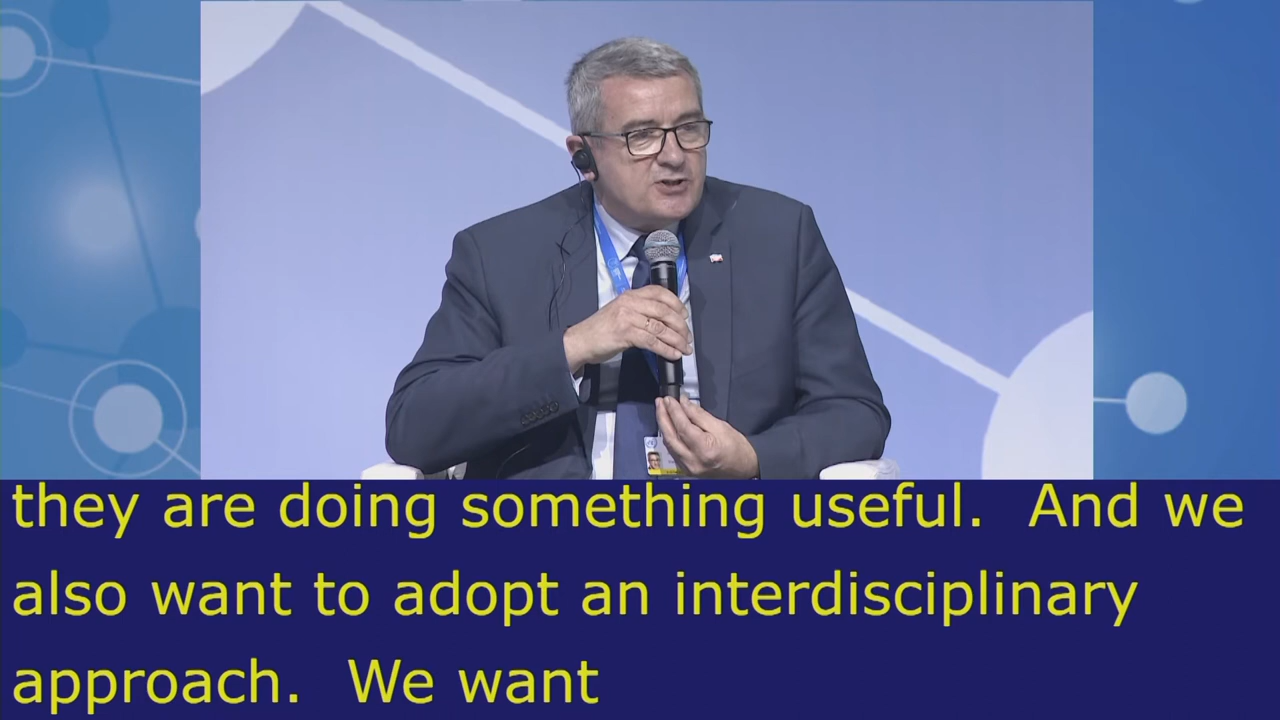 they are doing something useful.  And we
also want to adopt an interdisciplinary
approach.  We want